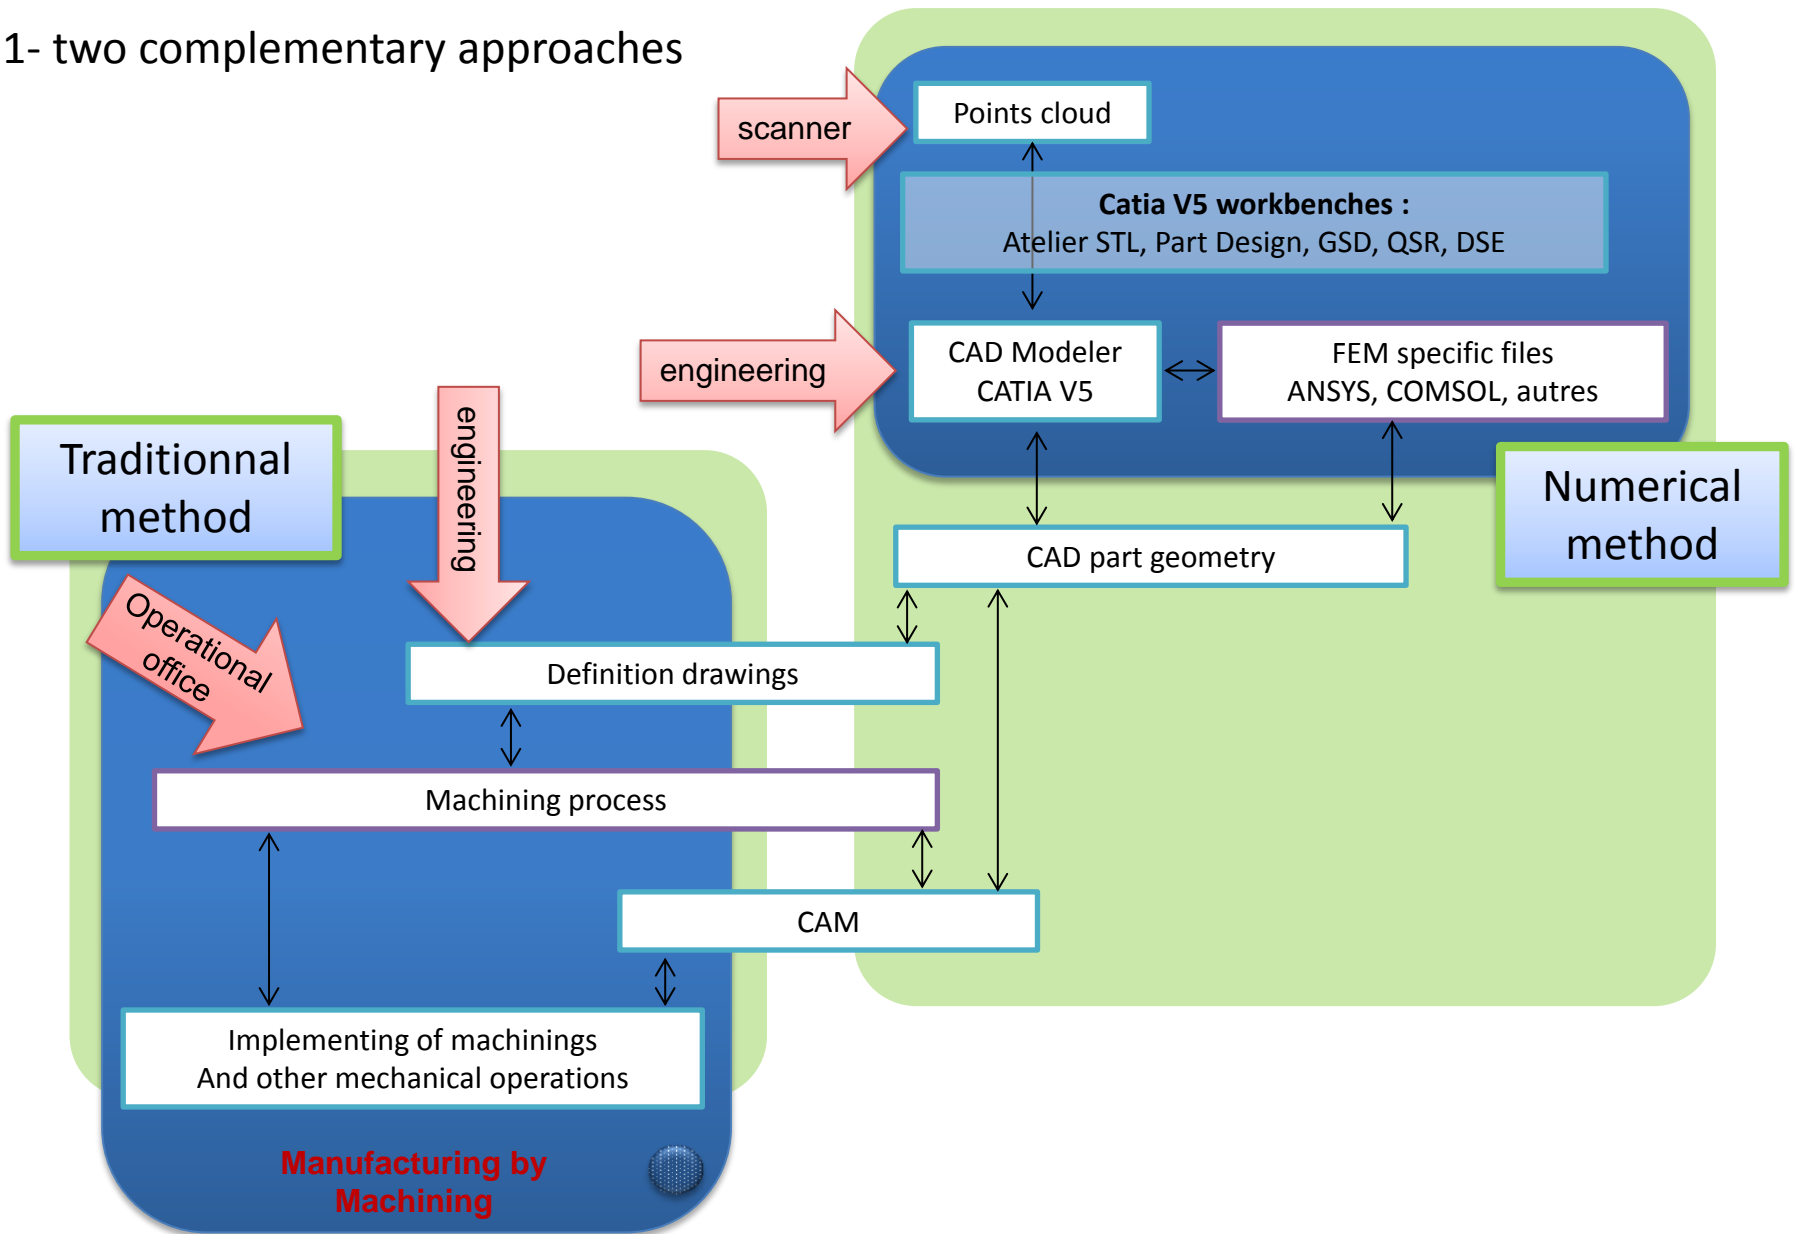 1- two complementary approaches
scanner
Points cloud
Catia V5 workbenches :
Atelier STL, Part Design, GSD, QSR, DSE
engineering
CAD Modeler
CATIA V5
FEM specific files
ANSYS, COMSOL, autres
Traditionnal
method
engineering
Numerical
method
CAD part geometry
Operational
office
Definition drawings
Machining process
CAM
Implementing of machinings
And other mechanical operations
Manufacturing by
Machining